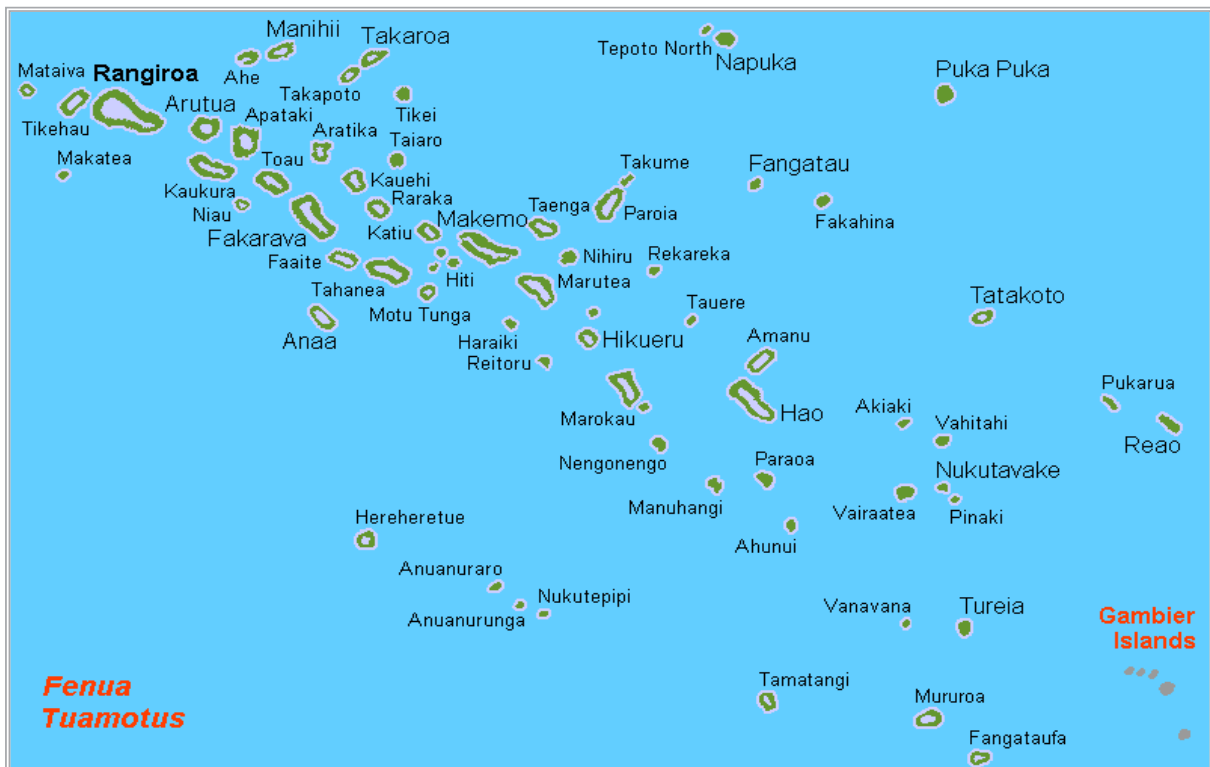 Manihii
Takaroa
Tepoto North
Napuka
Mataiva
Rangiroa
Ahe
Puka Puka
Takapoto
Arutua
Tikehau
Apataki
Tikei
Aratika
Taiaro
Makatea
Toau
Takume
Fangatau
Kaukura
Kauehi
Niau
Raraka
Taenga
Paroia
Fakahina
Makemo
Fakarava
Katiu
Faaite
Nihiru
Rekareka
Hiti
Marutea
Tahanea
Tatakoto
Motu Tunga
Tauere
Anaa
Haraiki
Hikueru
Amanu
Reitoru
Pukarua
Akiaki
Hao
Marokau
Vahitahi
Reao
Nengonengo
Paraoa
Nukutavake
Manuhangi
Vairaatea
Pinaki
Hereheretue
Ahunui
Anuanuraro
Nukutepipi
Vanavana
Tureia
Anuanurunga
Gambier
Islands
Fenua
Tuamotus
Tamatangi
Mururoa
Fangataufa